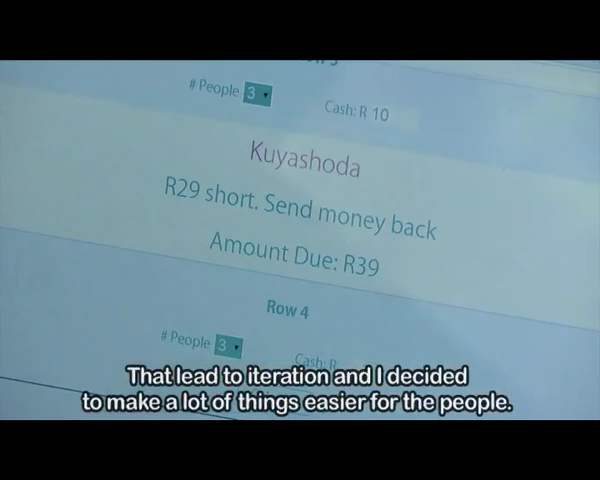 # People 3
Cash: R 10
Kuyashoda
R29 short. Send money back
Amount Due: R39
Row 4
# People 3
Cash: R
That lead to iteration and I decided
to make a lot of things easier for the people.